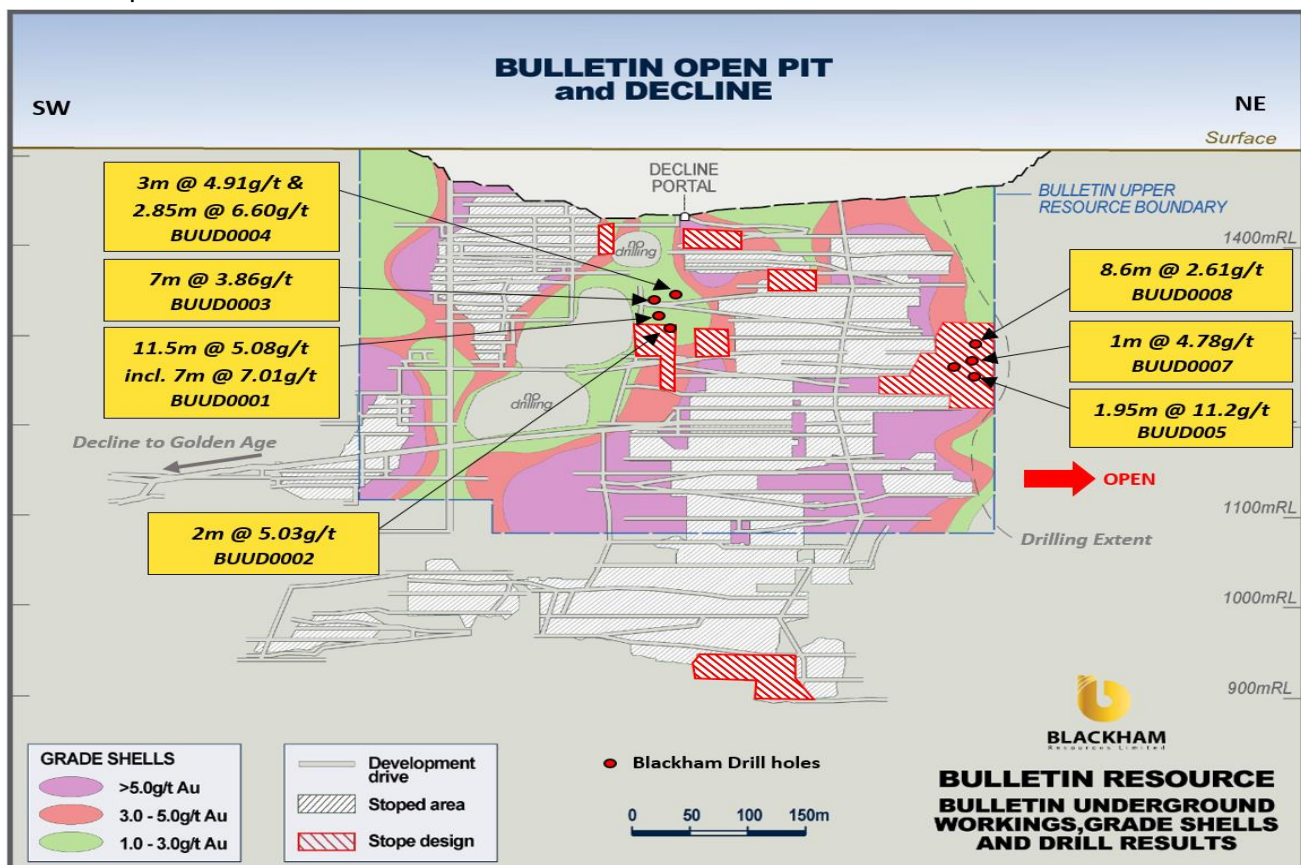 BULLETIN OPEN PIT
and DECLINE
SW
NE
Surface
DECLINE
PORTAL
3m @ 4.91g/t &
2.85m @ 6.60g/t
BUUD0004
BULLETIN UPPER
RESOURCE BOUNDARY
no
drilling
1400mRL
7m @ 3.86g/t
BUUD0003
8.6m @ 2.61g/t
BUUD0008
11.5m @ 5.08g/t
incl. 7m @ 7.01g/t
BUUD0001
1m @ 4.78g/t
BUUD0007
no
drilling
1.95m @ 11.2g/t
BUUD005
Decline to Golden Age
OPEN
2m @ 5.03g/t
BUUD0002
1100mRL
Drilling Extent
1000mRL
900mRL
BLACKHAM
Resources Limited
GRADE SHELLS
>5.0g/t Au
3.0 - 5.0g/t Au
1.0 - 3.0g/t Au
Development
drive
Stoped area
Stope design
Blackham Drill holes
0 50 100 150m
BULLETIN RESOURCE
BULLETIN UNDERGROUND
WORKINGS,GRADE SHELLS
AND DRILL RESULTS